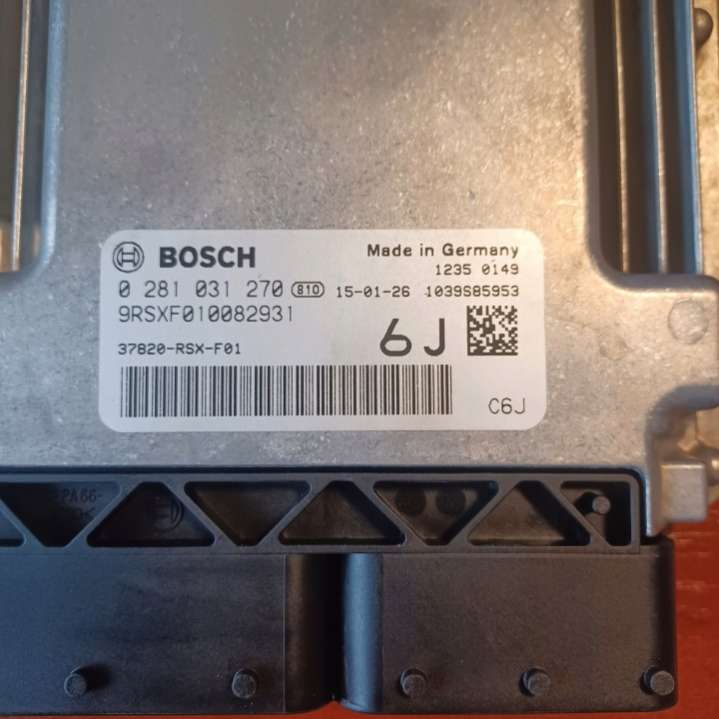 BOSCH
Made in Germany
1235 0149
0 281 031 270 810 15-01-26 1039S85953
9RSXF010082931
37820-RSX-F01
6J
C6J
PA66-